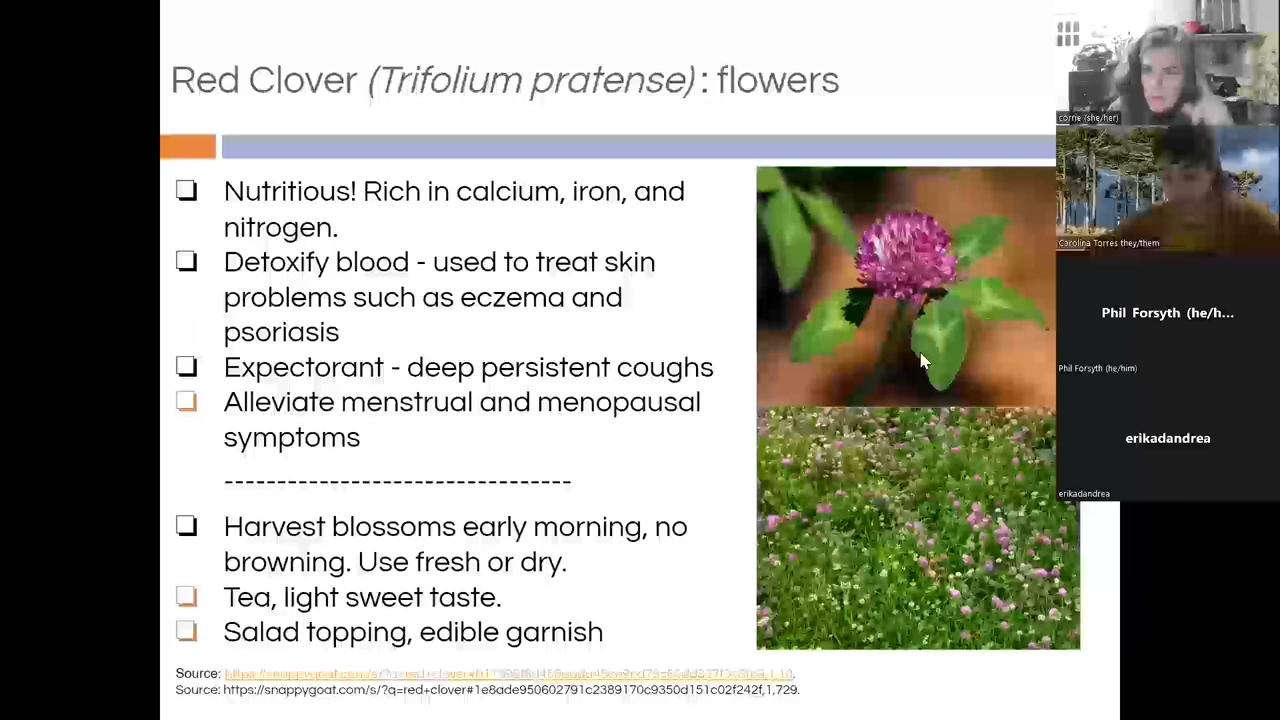 Red Clover (Trifolium pratense) : flowers
Nutritious! Rich in calcium, iron, and
nitrogen.
Detoxify blood - used to treat skin
problems such as eczema and
psoriasis
Expectorant - deep persistent coughs
Alleviate menstrual and menopausal
symptoms
---------------------------------
Harvest blossoms early morning, no
browning. Use fresh or dry.
Tea, light sweet taste.
Salad topping, edible garnish
Source:
Source: https://snappygoat.com/s/?q=red+clover#1e8ade950602791c2389170c9350d151c02f242f,1,729.
corrie (she/her)
Carolina Torres they/them
Phil Forsyth (he/h...
Phil Forsyth (he/him)
erikadandrea
erikadandrea